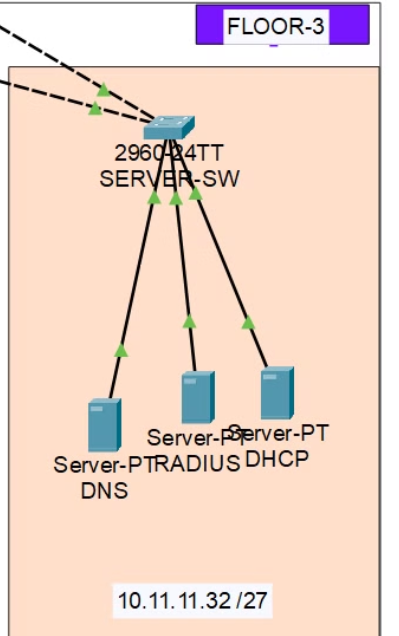 FLOOR-3
2960-24TT
SERVER-SW
Server-PT
DNS
Server-PT
RADIUS
Server-PT
DHCP
10.11.11.32 /27